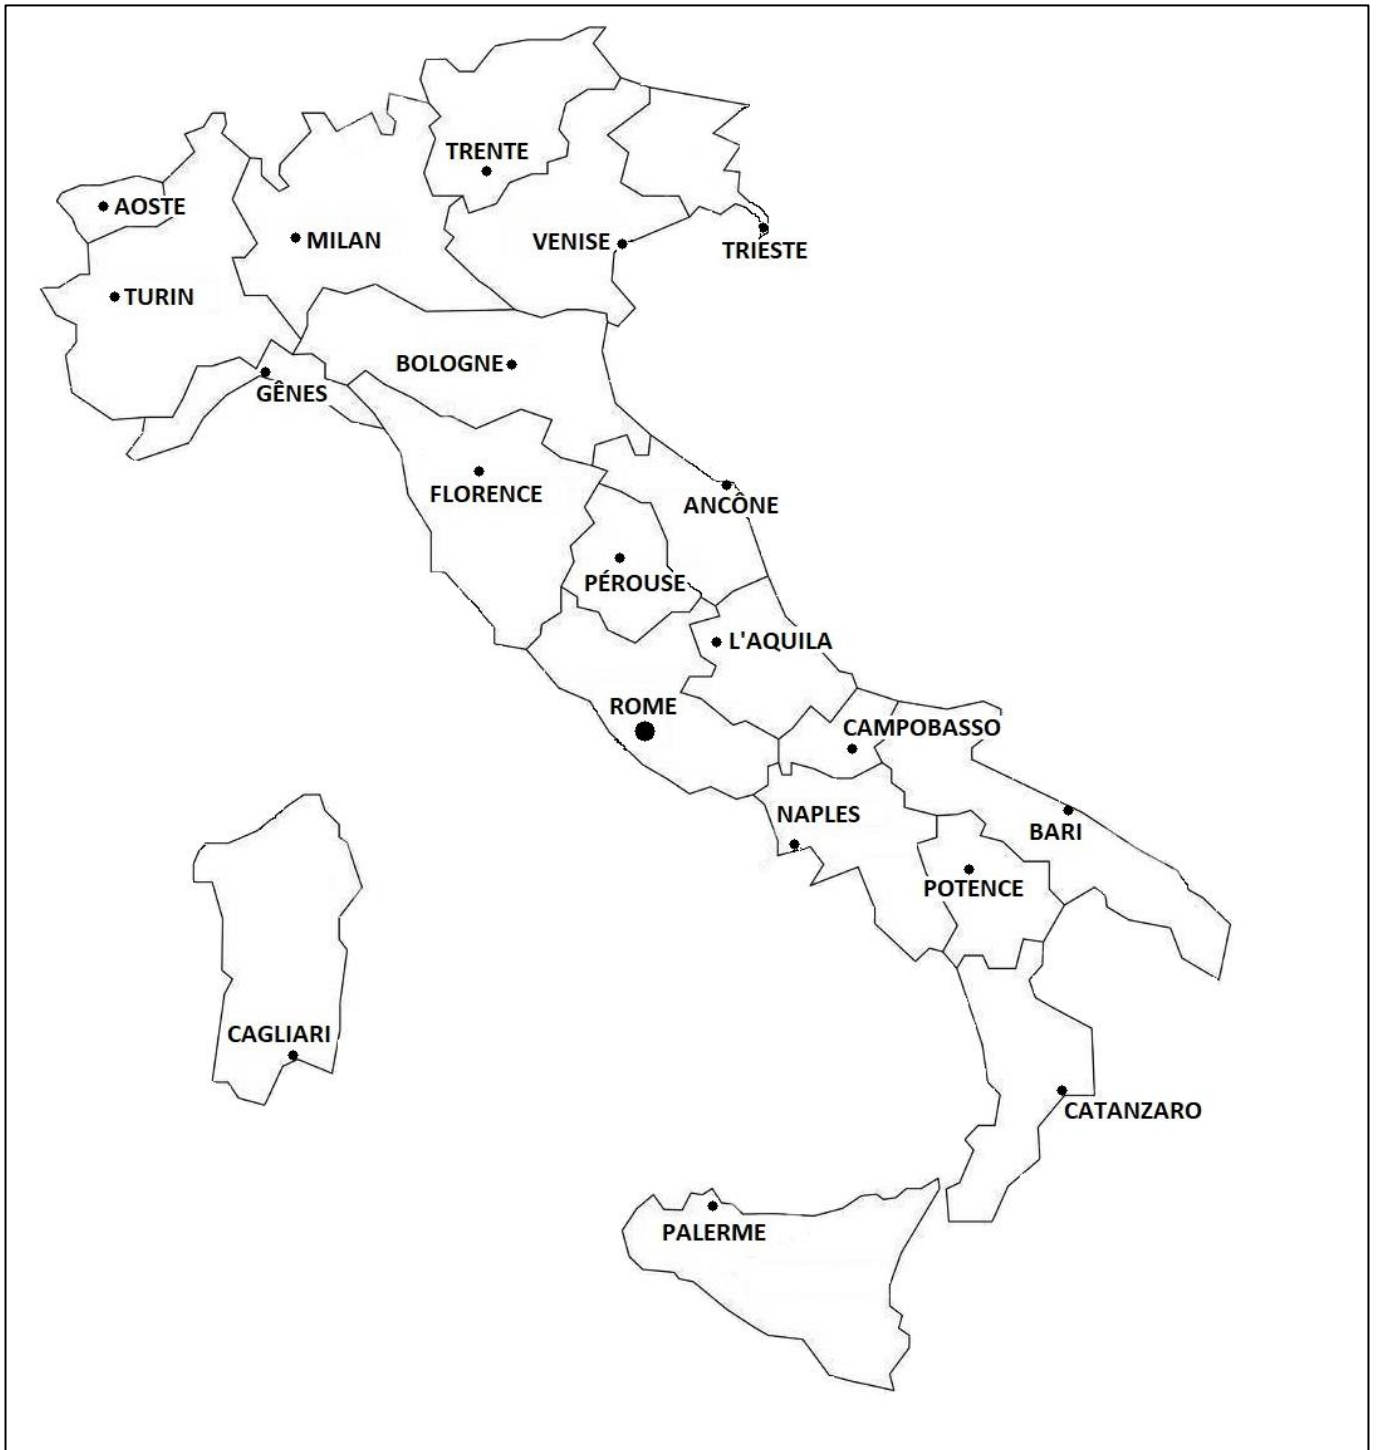 TRENTE
AOSTE
MILAN
VENISE
TRIESTE
TURIN
BOLOGNE
GÊNES
FLORENCE
ANCÔNE
PÉROUSE
L'AQUILA
ROME
CAMPOBASSO
NAPLES
BARI
POTENCE
CAGLIARI
CATANZARO
PALERME